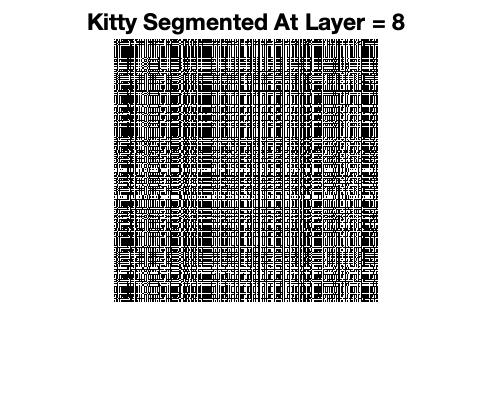 Kitty Segmented At Layer = 8